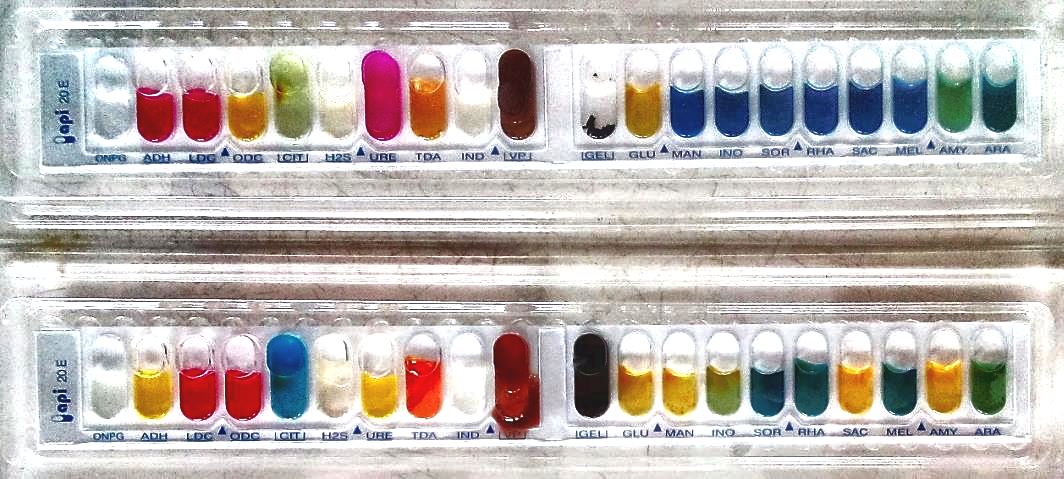 api 20 E
ONPG ADH LDC ▲ ODC |CIT| H2S ▲ URE TDA IND |VP| |GEL| GLU ▲ MAN INO SOR ▲ RHA SAC MEL ▲ AMY ARA
api 20 E
ONPG ADH LDC ▲ ODC |CIT| H2S ▲ URE TDA IND |VP| |GEL| GLU ▲ MAN INO SOR ▲ RHA SAC MEL ▲ AMY ARA